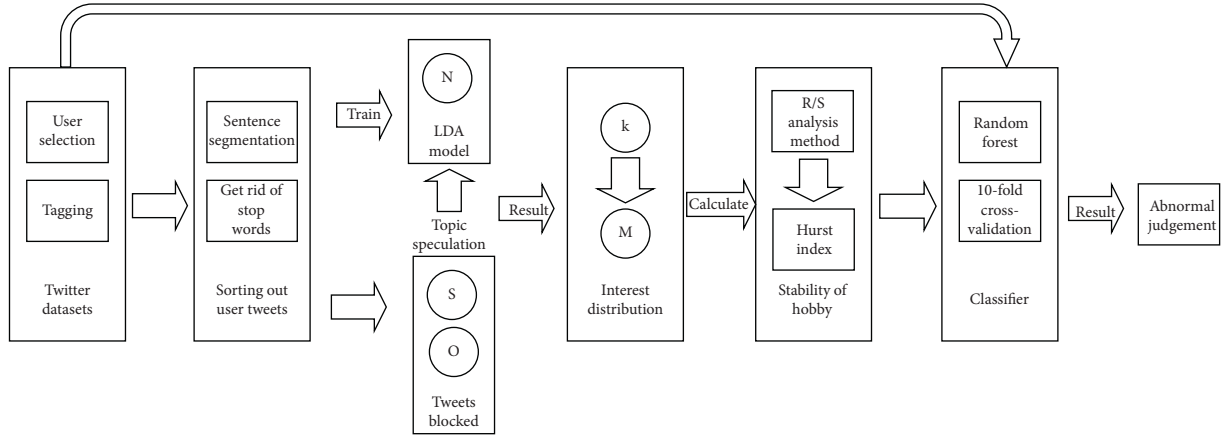 User
selection
Tagging
Twitter
datasets
Sentence
segmentation
Get rid of
stop
words
Sorting out
user tweets
Train
N
LDA
model
Topic
speculation
S
O
Tweets
blocked
Result
k
M
Interest
distribution
Calculate
R/S
analysis
method
Hurst
index
Stability of
hobby
Random
forest
10-fold
cross-
validation
Classifier
Result
Abnormal
judgement